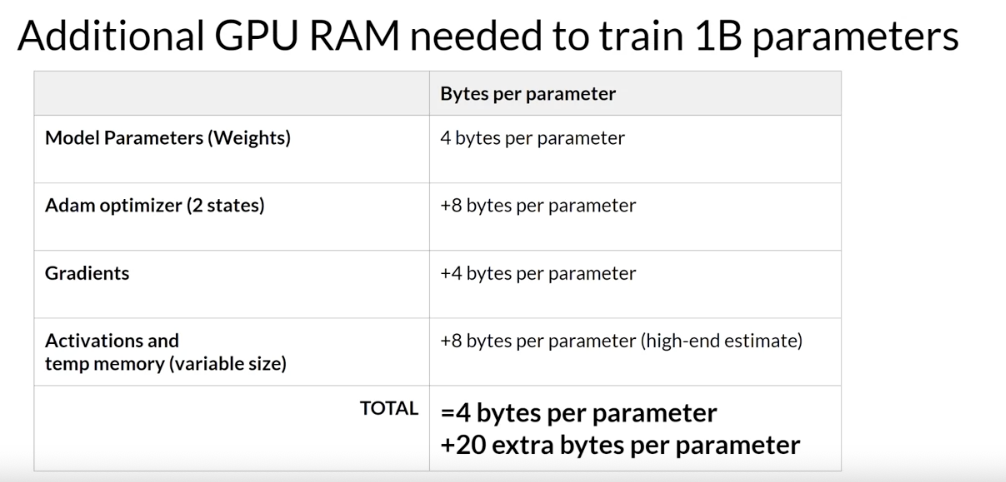 Additional GPU RAM needed to train 1B parameters
Bytes per parameter
Model Parameters (Weights)
4 bytes per parameter
Adam optimizer (2 states)
+8 bytes per parameter
Gradients
+4 bytes per parameter
Activations and
temp memory (variable size)
+8 bytes per parameter (high-end estimate)
TOTAL
=4 bytes per parameter
+20 extra bytes per parameter